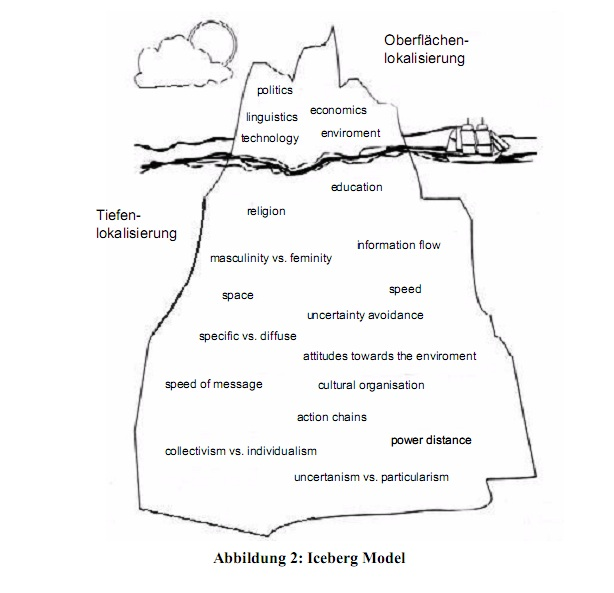 Oberflächen-
lokalisierung
politics
economics
linguistics
enviroment
technology
education
religion
Tiefen-
lokalisierung
information flow
masculinity vs. feminity
speed
space
uncertainty avoidance
specific vs. diffuse
attitudes towards the enviroment
speed of message
cultural organisation
action chains
power distance
collectivism vs. individualism
uncertanism vs. particularism
Abbildung 2: Iceberg Model